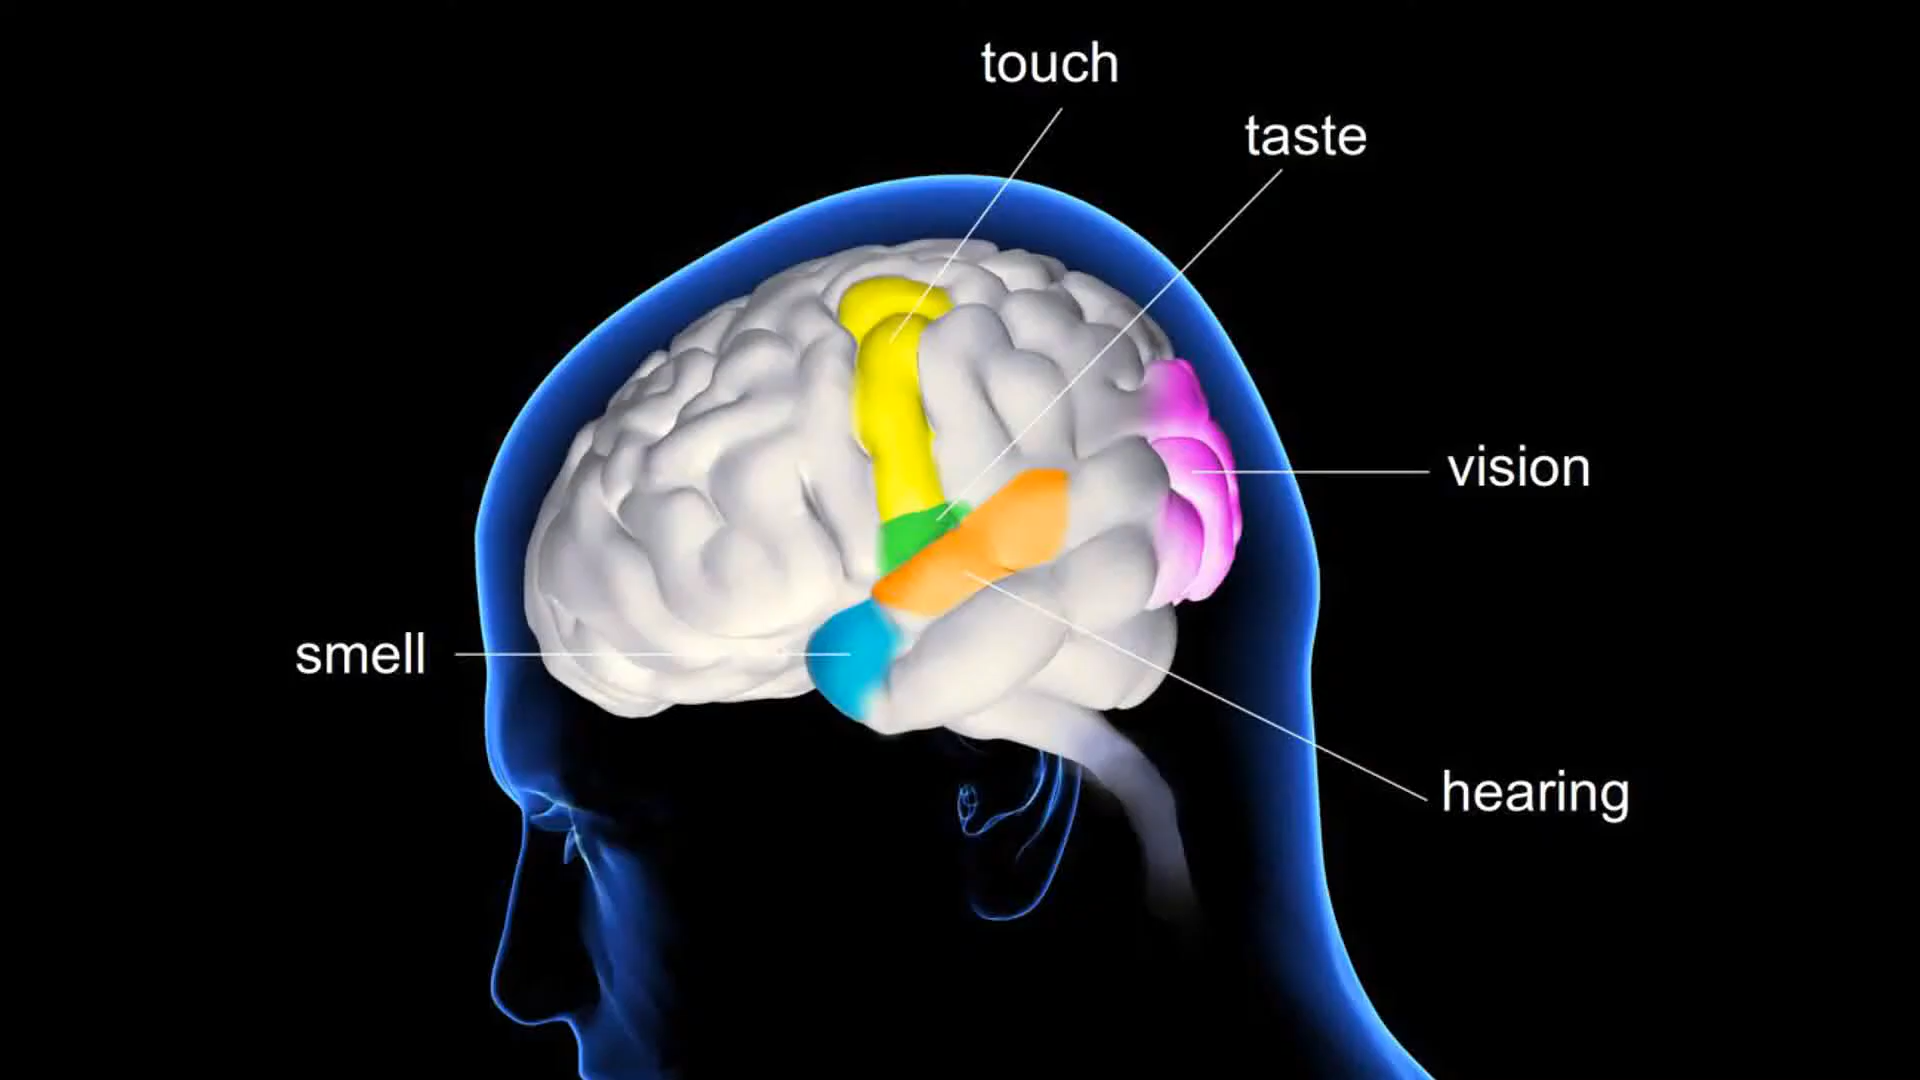 touch
taste
vision
smell
hearing